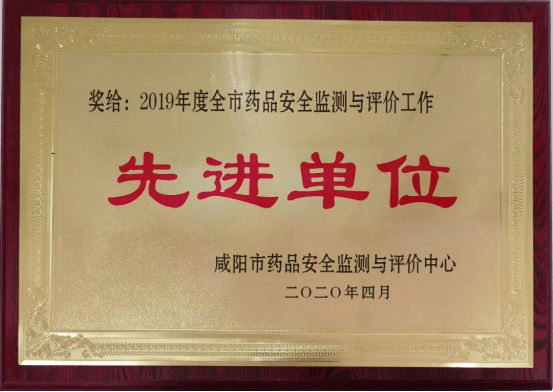 奖给：2019年度全市药品安全监测与评价工作
先进单位
咸阳市药品安全监测与评价中心
二〇二〇年四月